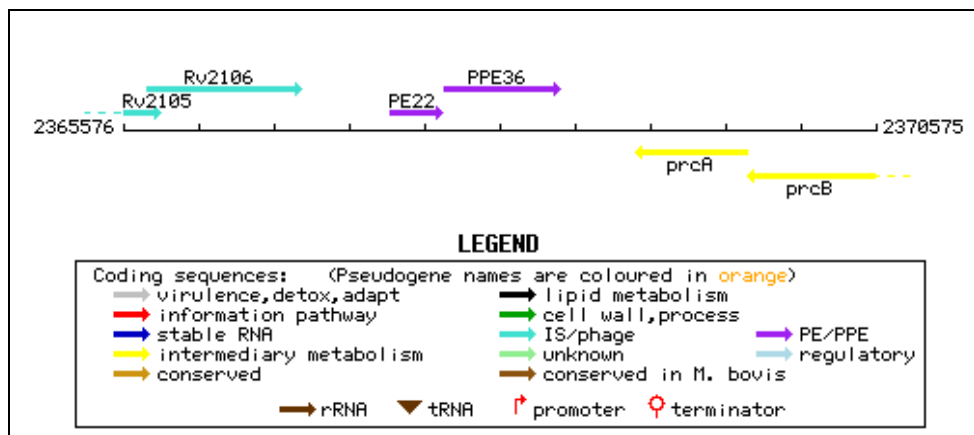 Rv2106 PPE36
Rv2105 PE22
2365576 2370575
prcA
prcB
LEGEND
Coding sequences: (Pseudogene names are coloured in orange)
virulence,detox,adapt lipid metabolism
information pathway cell wall,process
stable RNA IS/phage PE/PPE
intermediary metabolism unknown regulatory
conserved conserved in M. bovis
rRNA tRNA promoter terminator